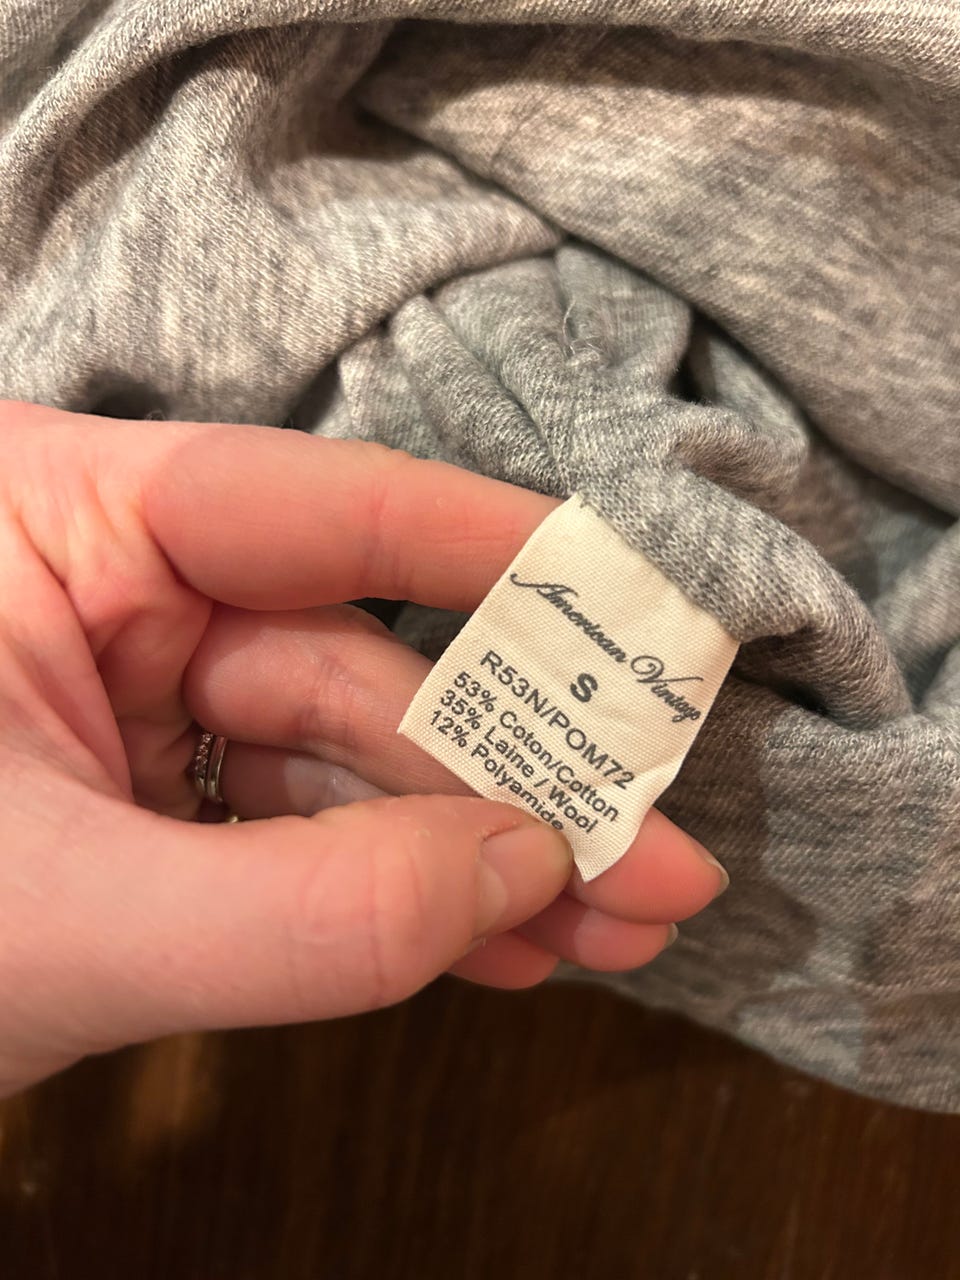 American Vintage
S
R53N/POM72
53% Coton/Cotton
35% Laine / Wool
12% Polyamide